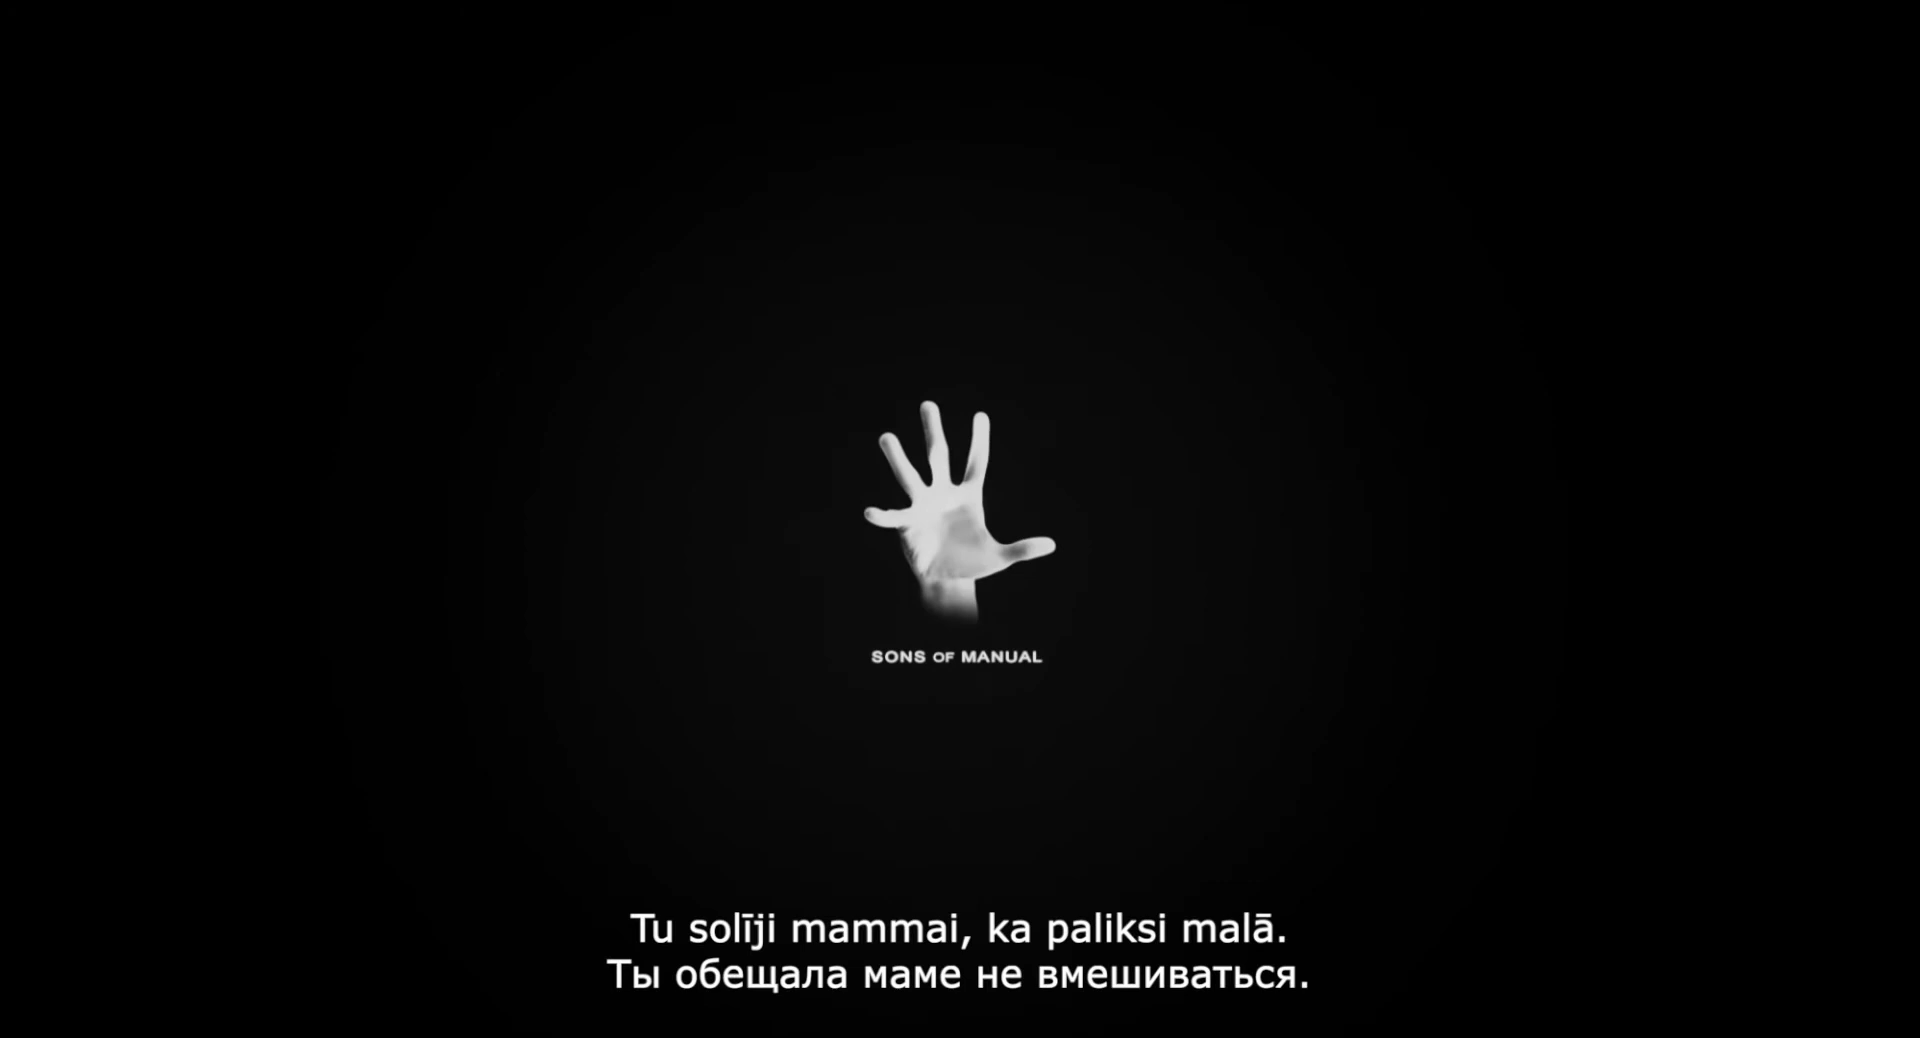 SONS OF MANUAL
Tu solīji mammai, ka paliksi malā.
Ты обещала маме не вмешиваться.